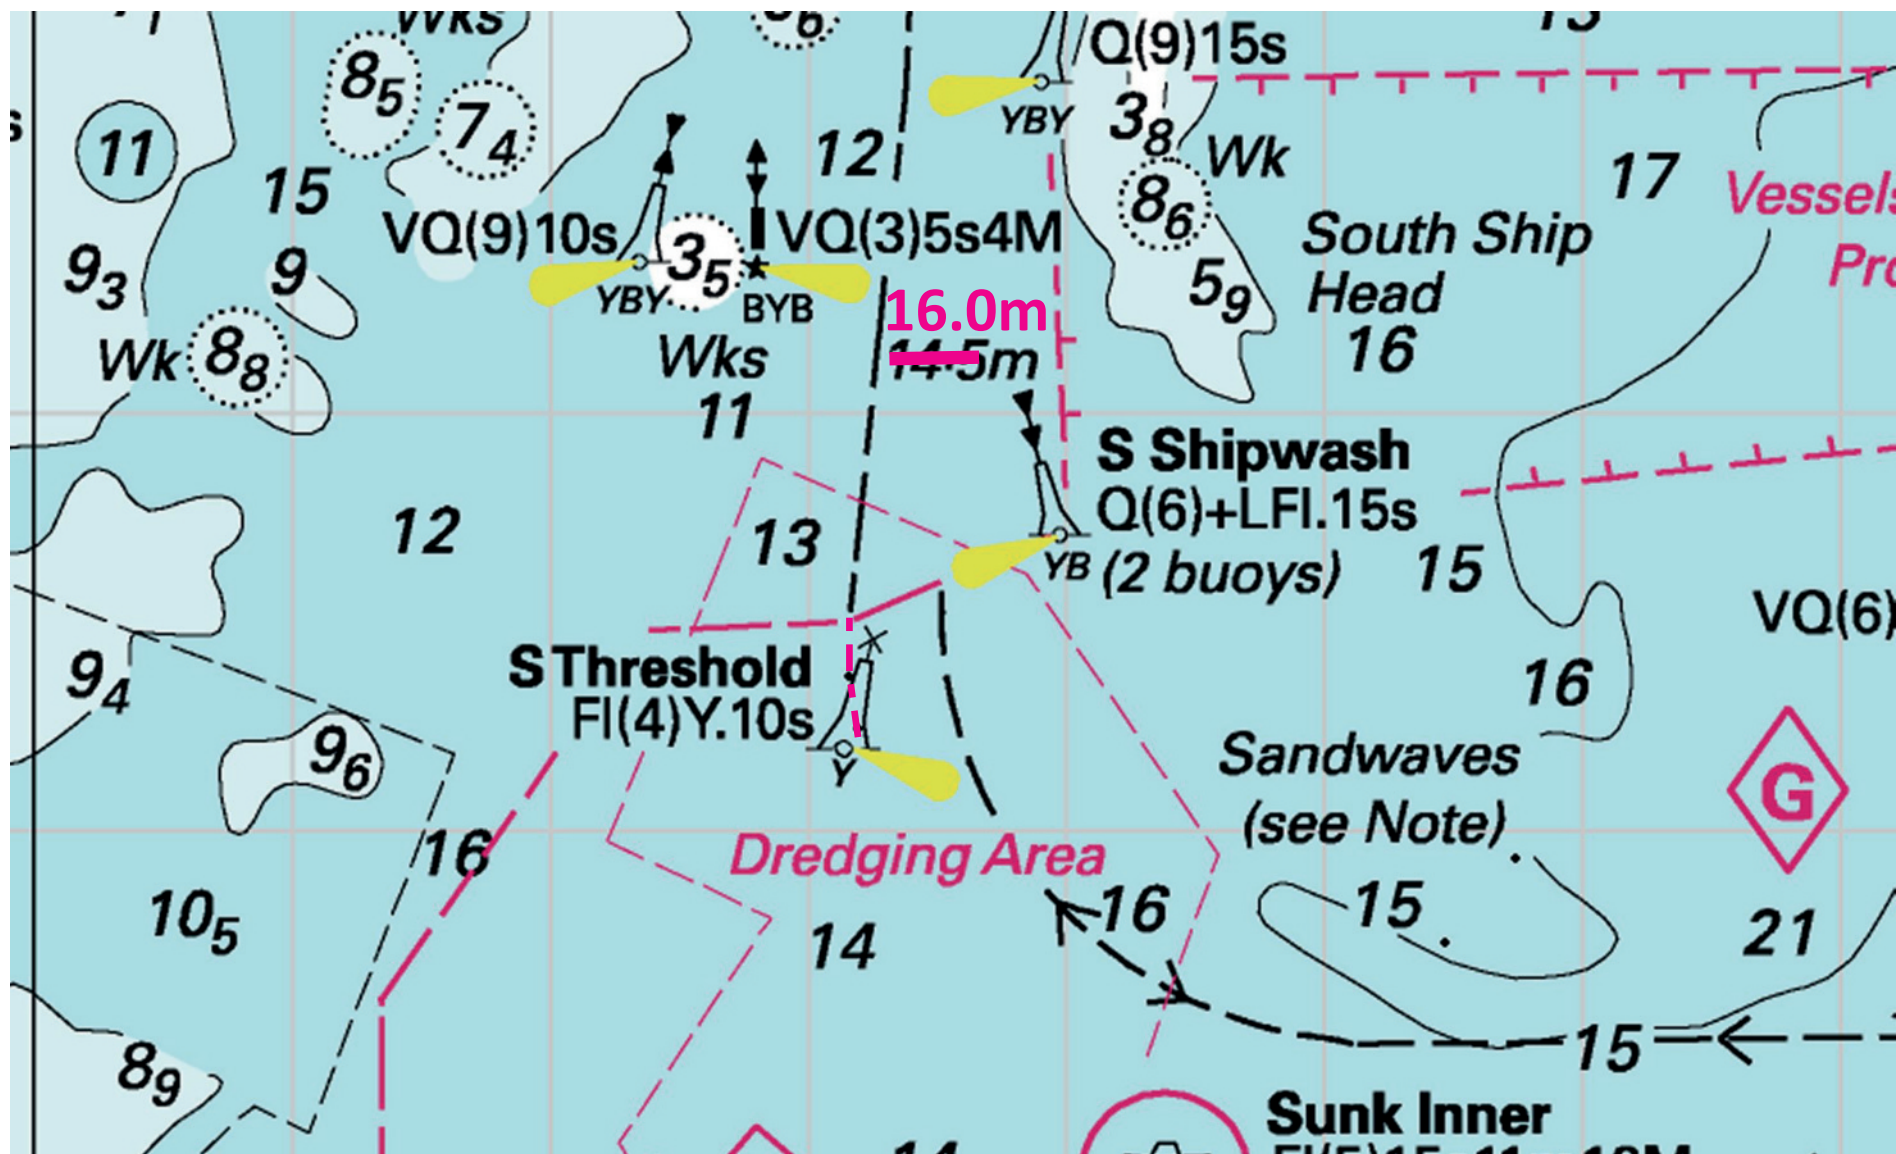 Wks
Q(9)15s
8₅
7₄
YBY
3₈
12
11
Wk
15
8₆
17
Vessels
VQ(9)10s
VQ(3)5s4M
South Ship
Head
9₃
9
3₅
5₉
YBY
BYB
16.0m
14·5m
16
Wk
8₈
Wks
11
S Shipwash
Q(6)+LFl.15s
12
13
YB
(2 buoys)
15
VQ(6)
S Threshold
Fl(4)Y.10s
9₄
16
9₆
Y
Sandwaves
(see Note)
G
16
Dredging Area
10₅
14
16
15
21
8₉
15
Sunk Inner